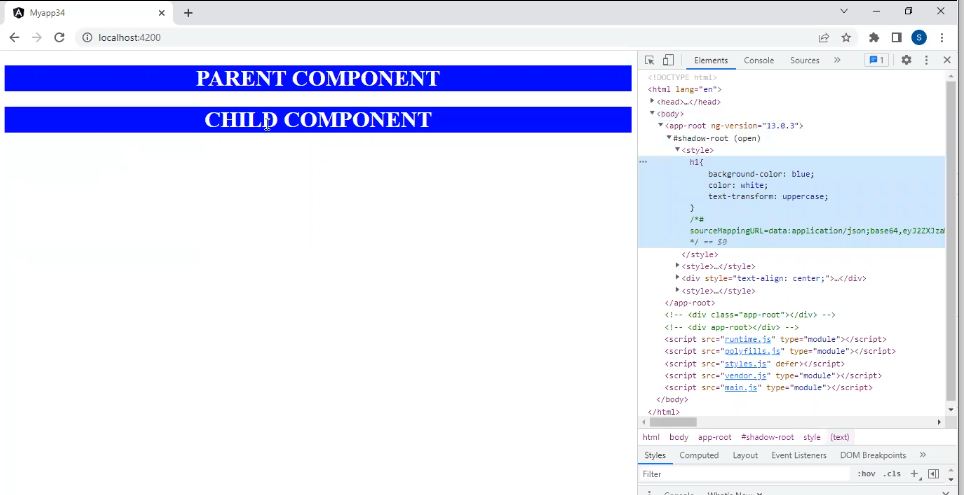 Myapp34
localhost:4200
S
PARENT COMPONENT
CHILD COMPONENT
Elements Console Sources » 1
<!DOCTYPE html>
<html lang="en">
<head>…</head>
<body>
<app-root ng-version="13.0.3">
#shadow-root (open)
<style>
h1{
background-color: blue;
color: white;
text-transform: uppercase;
}
/*#
sourceMappingURL=data:application/json;base64,eyJ2ZXJza
*/ == $0
</style>
<style>…</style>
<div style="text-align: center;">…</div>
<style>…</style>
</app-root>
<!-- <div class="app-root"></div> -->
<!-- <div app-root></div> -->
<script src="runtime.js" type="module"></script>
<script src="polyfills.js" type="module"></script>
<script src="styles.js" defer></script>
<script src="vendor.js" type="module"></script>
<script src="main.js" type="module"></script>
</body>
</html>
html body app-root #shadow-root style (text)
Styles Computed Layout Event Listeners DOM Breakpoints »
Filter :hov .cls +
Console What's New